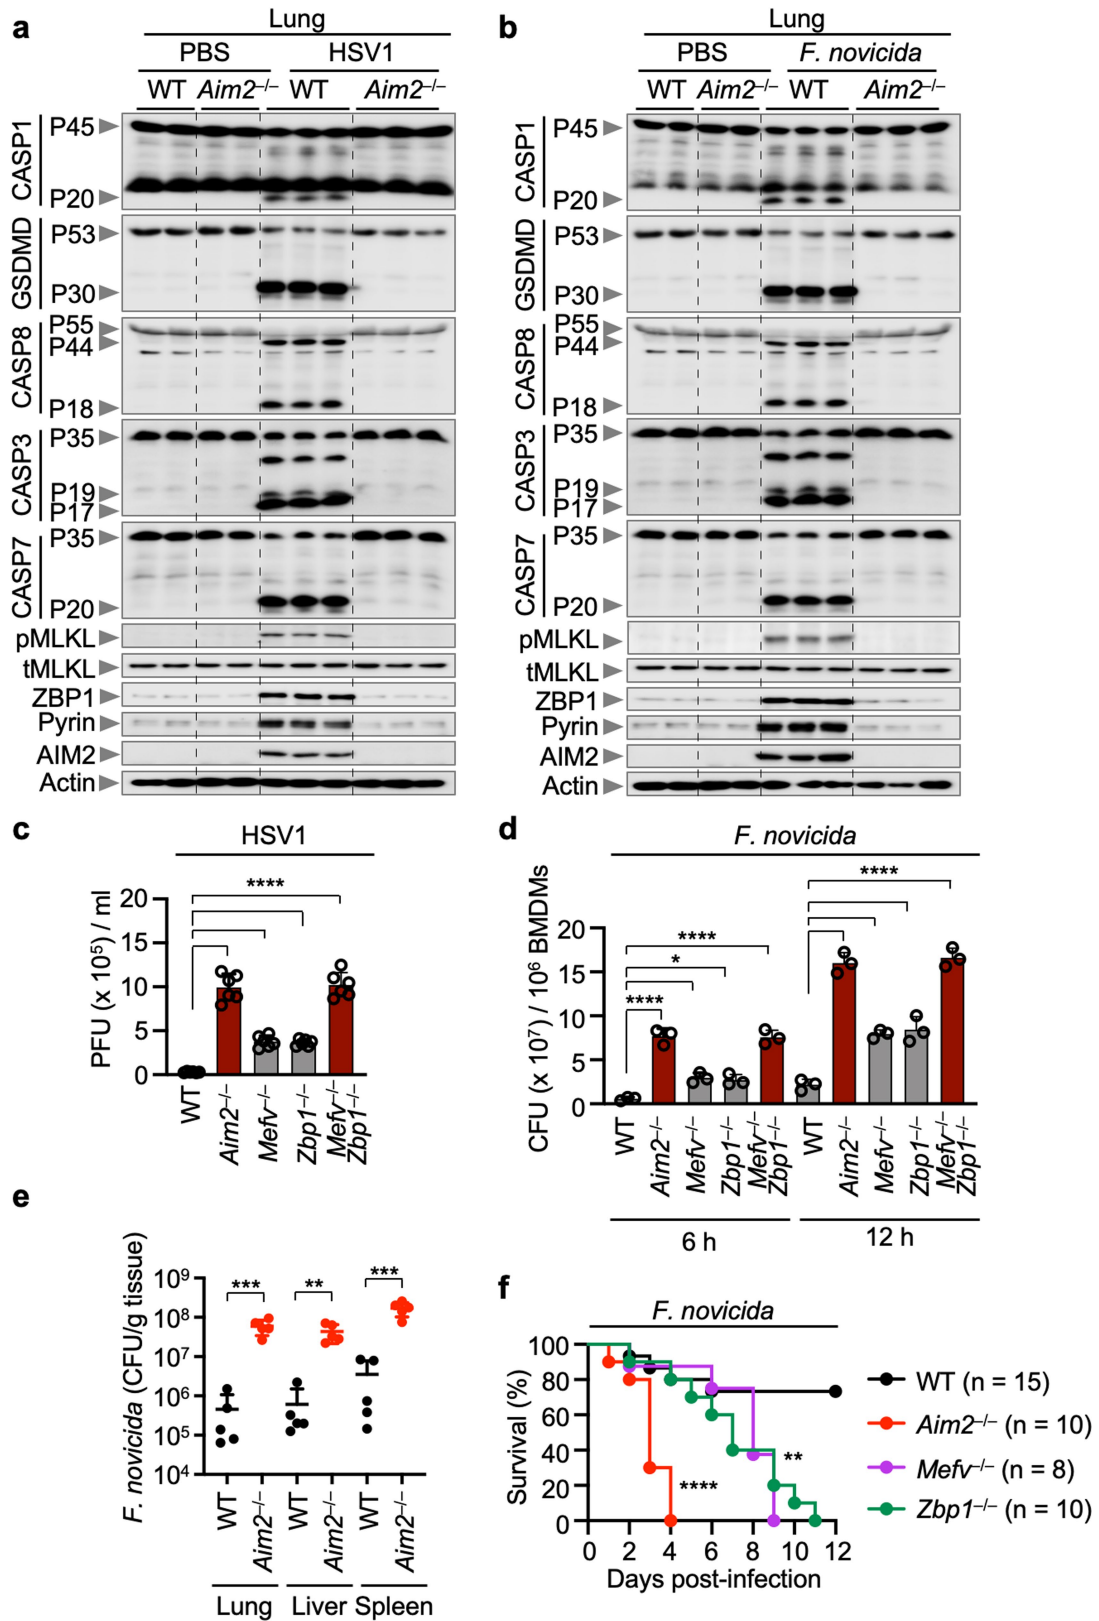 a
Lung
PBS HSV1
WT Aim2–/– WT Aim2–/–
CASP1
P45
P20
GSDMD
P53
P30
CASP8
P55
P44
P18
CASP3
P35
P19
P17
CASP7
P35
P20
pMLKL
tMLKL
ZBP1
Pyrin
AIM2
Actin
b
Lung
PBS F. novicida
WT Aim2–/– WT Aim2–/–
CASP1
P45
P20
GSDMD
P53
P30
CASP8
P55
P44
P18
CASP3
P35
P19
P17
CASP7
P35
P20
pMLKL
tMLKL
ZBP1
Pyrin
AIM2
Actin
c
HSV1
PFU (x 10⁵) / ml
20
15
10
5
0
****
WT
Aim2–/–
Mefv–/–
Zbp1–/–
Mefv–/–
Zbp1–/–
d
F. novicida
CFU (x 10⁷) / 10⁶ BMDMs
20
15
10
5
0
****
*
****
****
WT
Aim2–/–
Mefv–/–
Zbp1–/–
Mefv–/–
Zbp1–/–
WT
Aim2–/–
Mefv–/–
Zbp1–/–
Mefv–/–
Zbp1–/–
6 h 12 h
e
F. novicida (CFU/g tissue)
10⁹
10⁸
10⁷
10⁶
10⁵
10⁴
*** ** ***
WT
Aim2–/–
WT
Aim2–/–
WT
Aim2–/–
Lung Liver Spleen
f
F. novicida
Survival (%)
100
80
60
40
20
0
**
****
0 2 4 6 8 10 12
Days post-infection
WT (n = 15)
Aim2–/– (n = 10)
Mefv–/– (n = 8)
Zbp1–/– (n = 10)